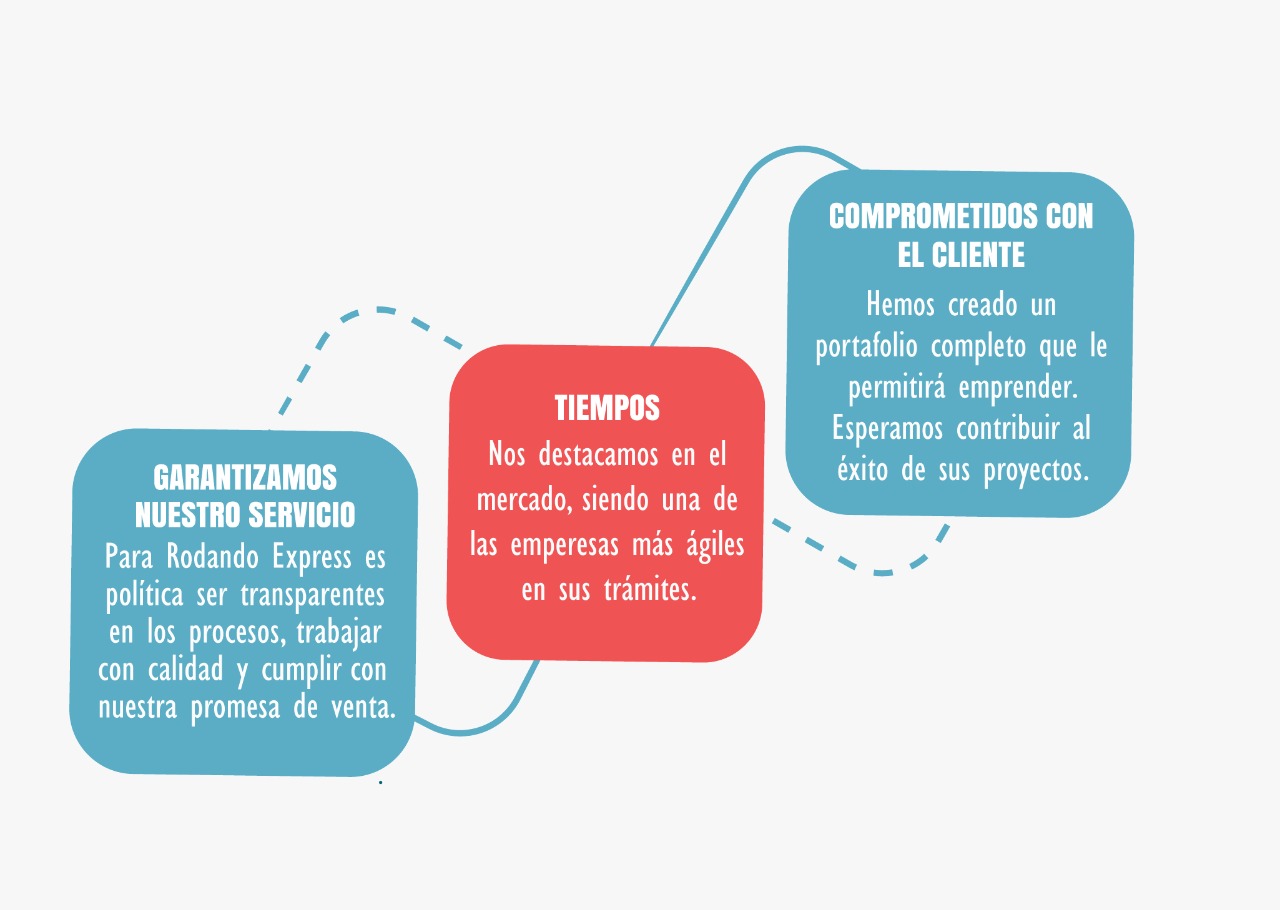 GARANTIZAMOS
NUESTRO SERVICIO
Para Rodando Express es
política ser transparentes
en los procesos, trabajar
con calidad y cumplir con
nuestra promesa de venta.
.
TIEMPOS
Nos destacamos en el
mercado, siendo una de
las emperesas más ágiles
en sus trámites.
COMPROMETIDOS CON
EL CLIENTE
Hemos creado un
portafolio completo que le
permitirá emprender.
Esperamos contribuir al
éxito de sus proyectos.